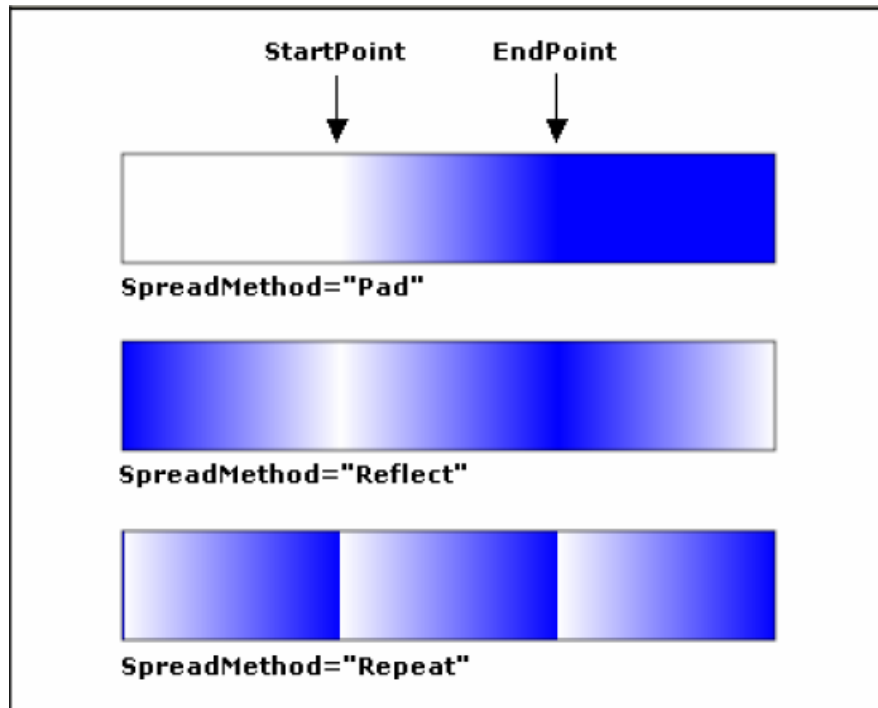 StartPoint EndPoint
SpreadMethod="Pad"
SpreadMethod="Reflect"
SpreadMethod="Repeat"